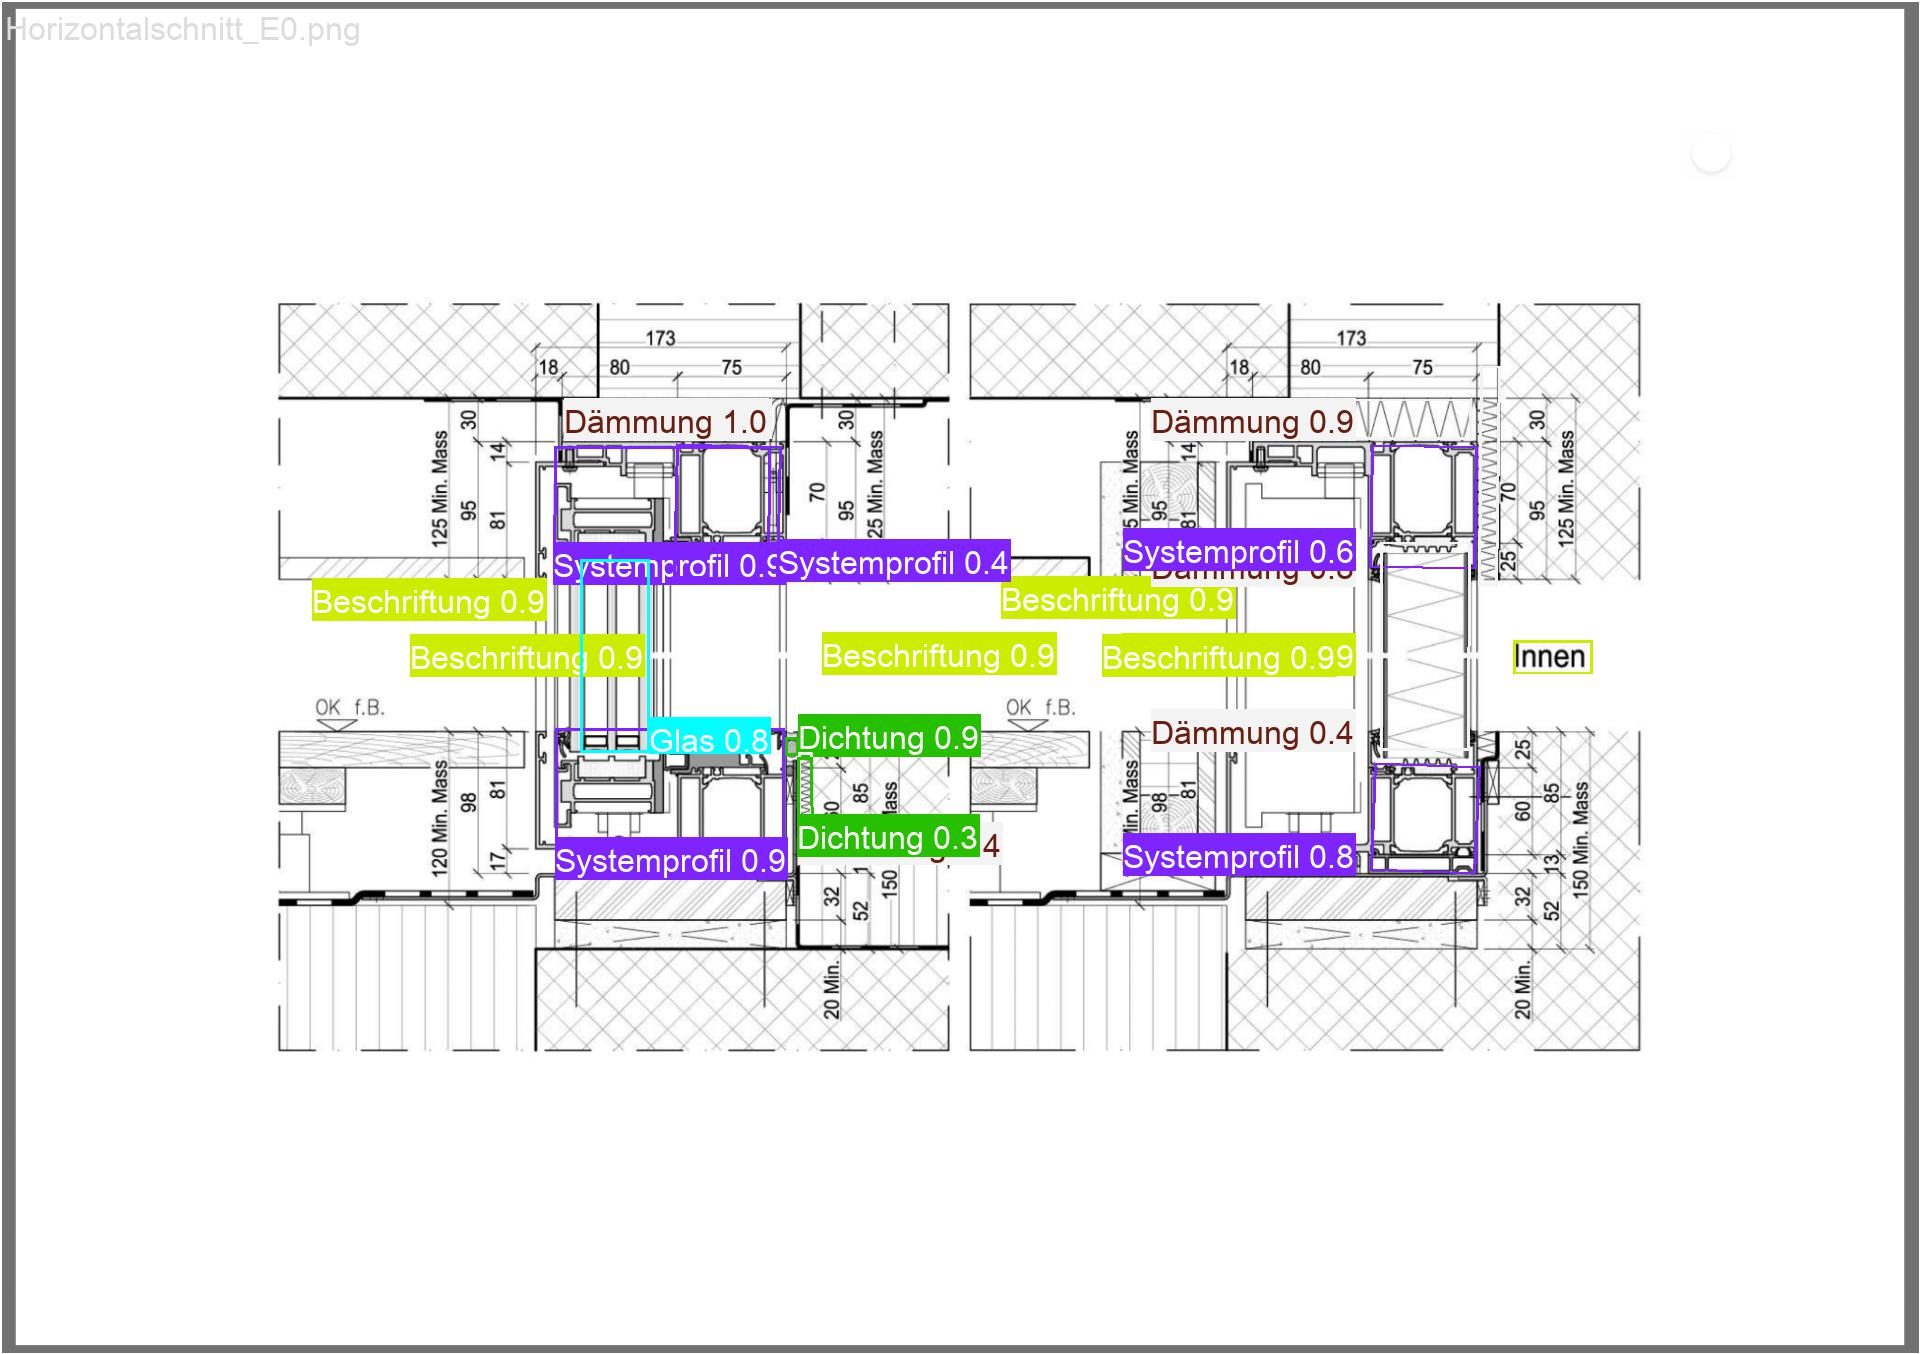 Horizontalschnitt_E0.png
173
18
80
75
173
18
80
75
Dämmung 1.0
Dämmung 0.9
30
14
125 Min. Mass
95
81
30
70
95
25 Min. Mass
14
5 Min. Mass
95
81
30
70
95
125 Min. Mass
25
Systemprofil 0.9
Systemprofil 0.4
Systemprofil 0.6
Beschriftung 0.9
Beschriftung 0.9
Beschriftung 0.9
Beschriftung 0.9
Beschriftung 0.99
Innen
OK f.B.
OK f.B.
Glas 0.8
Dichtung 0.9
Dämmung 0.4
120 Min. Mass
98
81
17
60
85
Mass
Dichtung 0.3
4
Min. Mass
98
81
25
60
85
13
150 Min. Mass
Systemprofil 0.9
Systemprofil 0.8
32
52
1
150
20 Min.
32
52
20 Min.